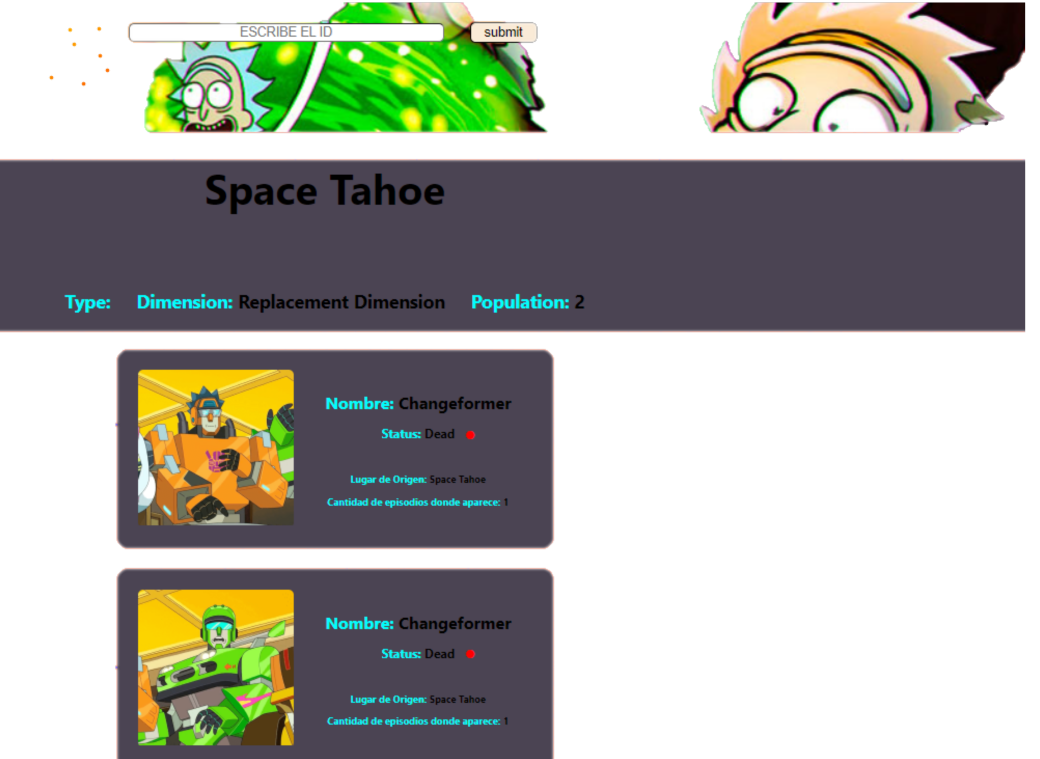 ESCRIBE EL ID submit
Space Tahoe
Type: Dimension: Replacement Dimension Population: 2
Nombre: Changeformer
Status: Dead
Lugar de Origen: Space Tahoe
Cantidad de episodios donde aparece: 1
Nombre: Changeformer
Status: Dead
Lugar de Origen: Space Tahoe
Cantidad de episodios donde aparece: 1